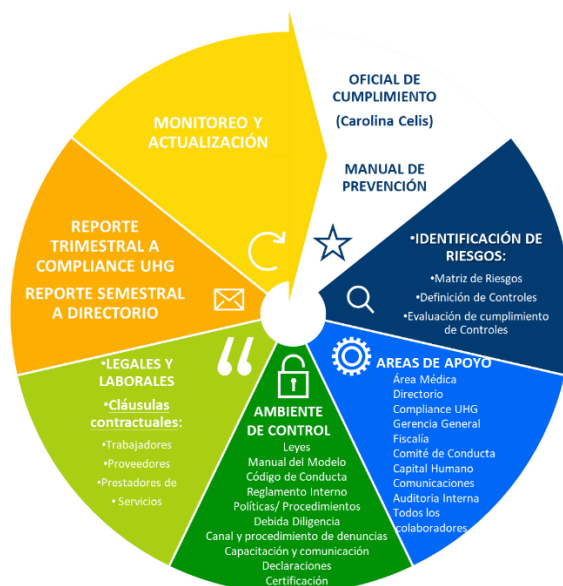 OFICIAL DE
CUMPLIMIENTO
(Carolina Celis)
MANUAL DE
PREVENCIÓN
•IDENTIFICACIÓN DE
RIESGOS:
•Matriz de Riesgos
•Definición de Controles
•Evaluación de cumplimiento
de Controles
AREAS DE APOYO
Área Médica
Directorio
Compliance UHG
Gerencia General
Fiscalía
Comité de Conducta
Capital Humano
Comunicaciones
Auditoria Interna
Todos los
colaboradores
AMBIENTE
DE CONTROL
Leyes
Manual del Modelo
Código de Conducta
Reglamento Interno
Políticas/ Procedimientos
Debida Diligencia
Canal y procedimiento de denuncias
Capacitación y comunicación
Declaraciones
Certificación
•LEGALES Y
LABORALES
•Cláusulas
contractuales:
•Trabajadores
•Proveedores
•Prestadores de
• Servicios
REPORTE
TRIMESTRAL A
COMPLIANCE UHG
REPORTE SEMESTRAL
A DIRECTORIO
MONITOREO Y
ACTUALIZACIÓN